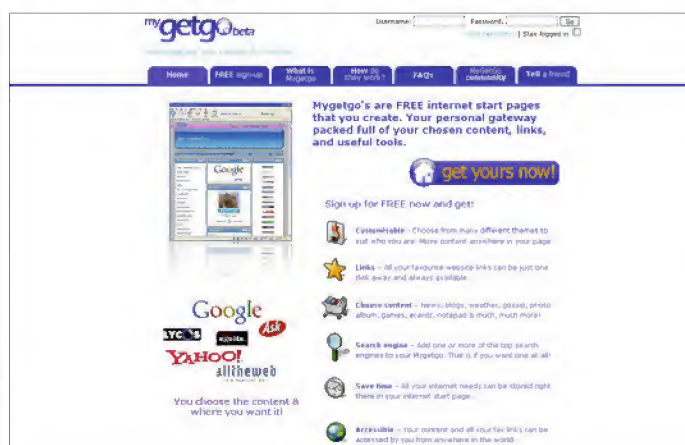 my getgo beta
Username: Password: Go
| Stay logged in
Home
FREE sign-up
What is Mygetgo
How do they work?
FAQs
MyGetgo community
Tell a friend
Mygetgo's are FREE internet start pages
that you create. Your personal gateway
packed full of your chosen content, links,
and useful tools.
get yours now!
Sign up for FREE now and get!
Customisable - Choose from many different themes to
suit who you are. Move content anywhere in your page
Links - All your favourite website links can be just one
click away and always available.
Choose content - News, blogs, weather, gossip, photo
album, games, ecards, notepad & much, much more!
Search engine - Add one or more of the top search
engines to your Mygetgo. That is if you want one at all!
Save time - All your internet needs can be stored right
there in your internet start page.
Accessible - Your content and all your fav links can be
accessed by you from anywhere in the world.
Google
Google
LYCOS
Ask
YAHOO!
alltheweb
You choose the content &
where you want it!